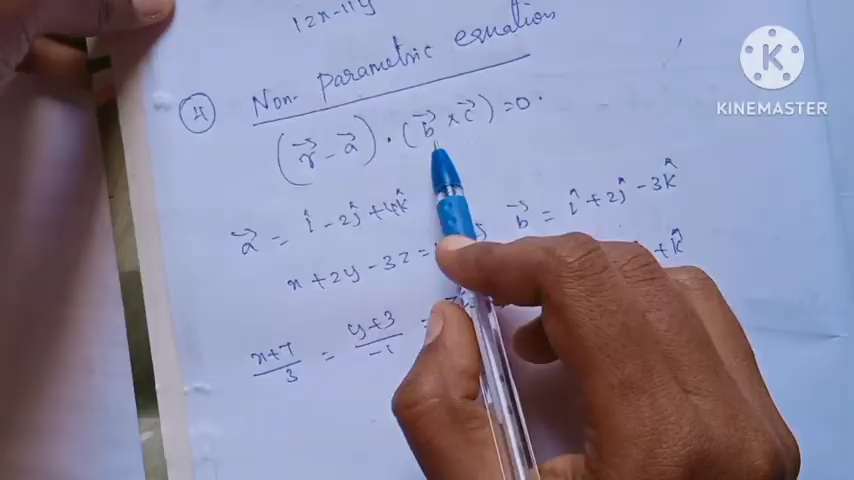 12x-11y
④ Non-parametric equation
(r⃗ - a⃗) · (b⃗ × c⃗) = 0.
a⃗ = î - 2ĵ + 4k̂ b⃗ = î + 2ĵ - 3k̂
x + 2y - 3z = + k̂
x+7/3 = y+3/-1 =
K
KINEMASTER